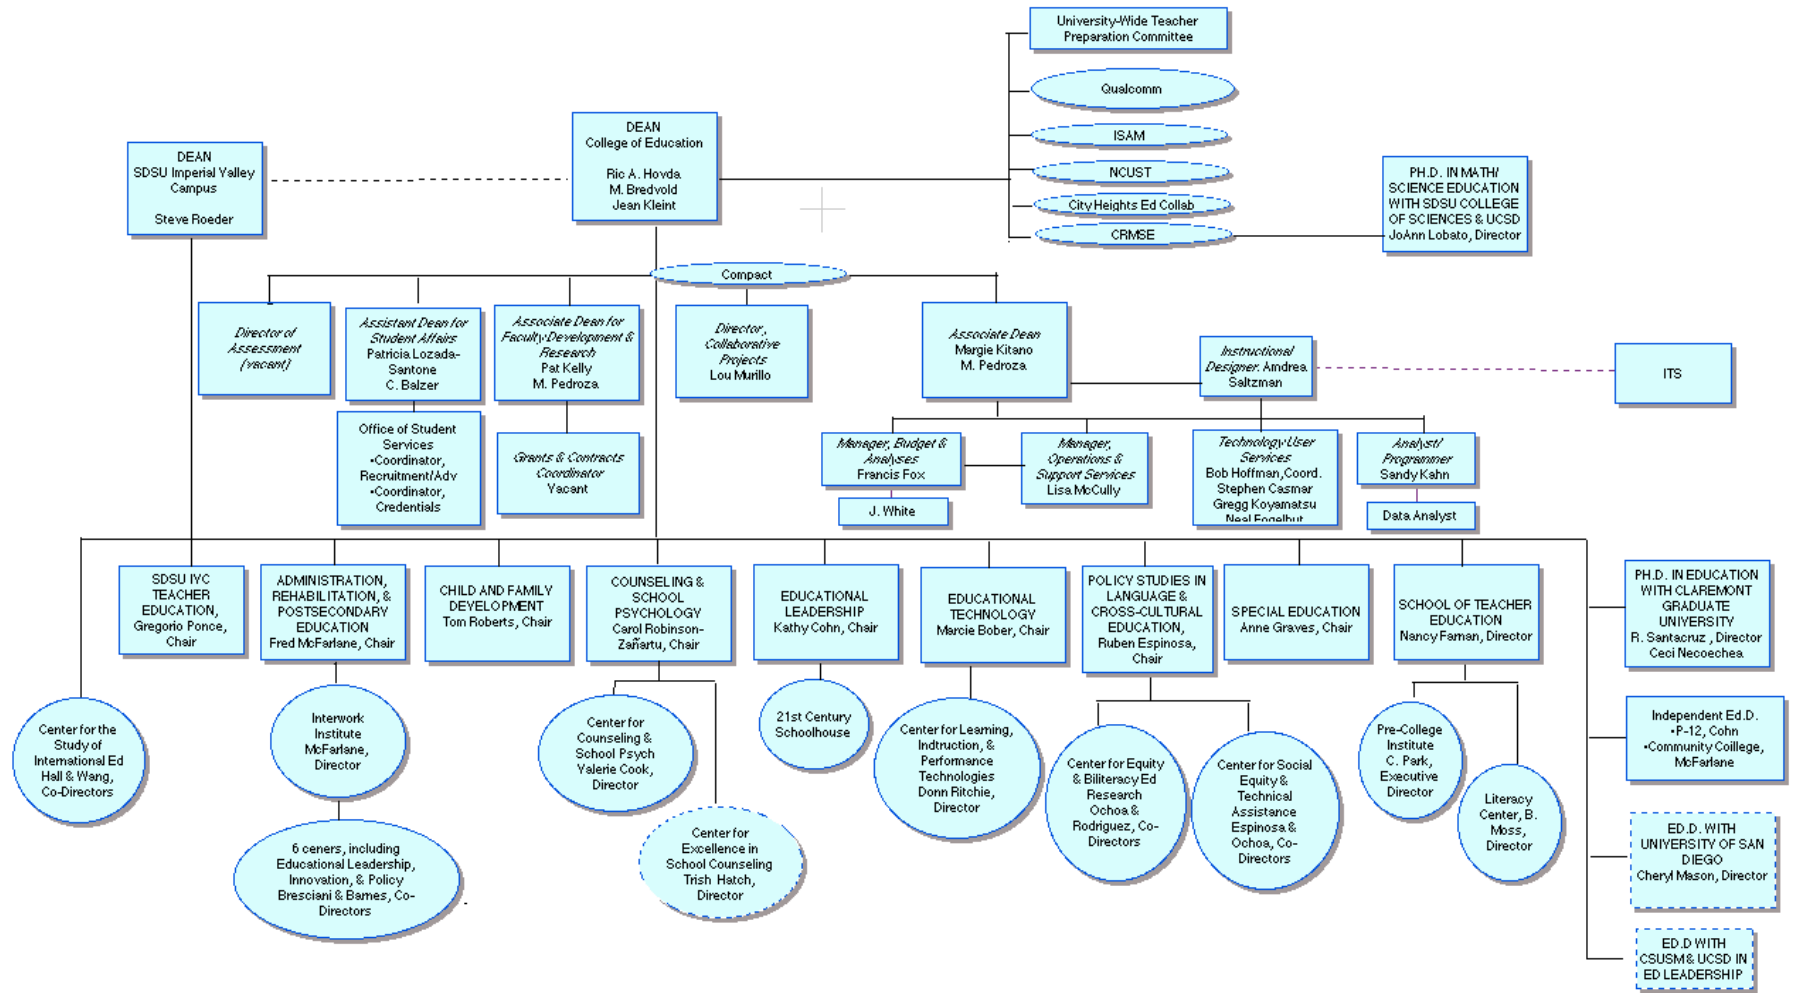 University-Wide Teacher
Preparation Committee
Qualcomm
ISAM
NCUST
City Heights Ed Collab
CRMSE
PH.D. IN MATH/
SCIENCE EDUCATION
WITH SDSU COLLEGE
OF SCIENCES & UCSD
JoAnn Lobato, Director
DEAN
College of Education
Ric A. Hovda
M. Bredvold
Jean Kleint
DEAN
SDSU Imperial Valley
Campus
Steve Roeder
Compact
Director of
Assessment
(vacant)
Assistant Dean for
Student Affairs
Patricia Lozada-
Santone
C. Balzer
Associate Dean for
Faculty Development &
Research
Pat Kelly
M. Pedroza
Director,
Collaborative
Projects
Lou Murillo
Associate Dean
Margie Kitano
M. Pedroza
Instructional
Designer. Amdrea
Saltzman
ITS
Office of Student
Services
•Coordinator,
Recruitment/Adv
•Coordinator,
Credentials
Grants & Contracts
Coordinator
Vacant
Manager, Budget &
Analyses
Francis Fox
J. White
Manager,
Operations &
Support Services
Lisa McCully
Technology User
Services
Bob Hoffman,Coord.
Stephen Casmar
Gregg Koyamatsu
Neal Fogelhut
Analyst/
Programmer
Sandy Kahn
Data Analyst
SDSU IVC
TEACHER
EDUCATION,
Gregorio Ponce,
Chair
ADMINISTRATION,
REHABILITATION, &
POSTSECONDARY
EDUCATION
Fred McFarlane, Chair
CHILD AND FAMILY
DEVELOPMENT
Tom Roberts, Chair
COUNSELING &
SCHOOL
PSYCHOLOGY
Carol Robinson-
Zañartu, Chair
EDUCATIONAL
LEADERSHIP
Kathy Cohn, Chair
EDUCATIONAL
TECHNOLOGY
Marcie Bober, Chair
POLICY STUDIES IN
LANGUAGE &
CROSS-CULTURAL
EDUCATION,
Ruben Espinosa,
Chair
SPECIAL EDUCATION
Anne Graves, Chair
SCHOOL OF TEACHER
EDUCATION
Nancy Farnan, Director
PH.D. IN EDUCATION
WITH CLAREMONT
GRADUATE
UNIVERSITY
R. Santacruz , Director
Ceci Necoechea
Center for the
Study of
International Ed
Hall & Wang,
Co-Directors
Interwork
Institute
McFarlane,
Director
6 ceners, including
Educational Leadership,
Innovation, & Policy
Bresciani & Barnes, Co-
Directors
Center for
Counseling &
School Psych
Valerie Cook,
Director
Center for
Excellence in
School Counseling
Trish Hatch,
Director
21st Century
Schoolhouse
Center for Learning,
Indtruction, &
Performance
Technologies
Donn Ritchie,
Director
Center for Equity
& Biliteracy Ed
Research
Ochoa &
Rodriguez, Co-
Directors
Center for Social
Equity &
Technical
Assistance
Espinosa &
Ochoa, Co-
Directors
Pre-College
Institute
C. Park,
Executive
Director
Literacy
Center, B.
Moss,
Director
Independent Ed.D.
•P-12, Cohn
•Community Coillege,
McFarlane
ED.D. WITH
UNIVERSITY OF SAN
DIEGO
Cheryl Mason, Director
ED.D WITH
CSUSM & UCSD IN
ED LEADERSHIP